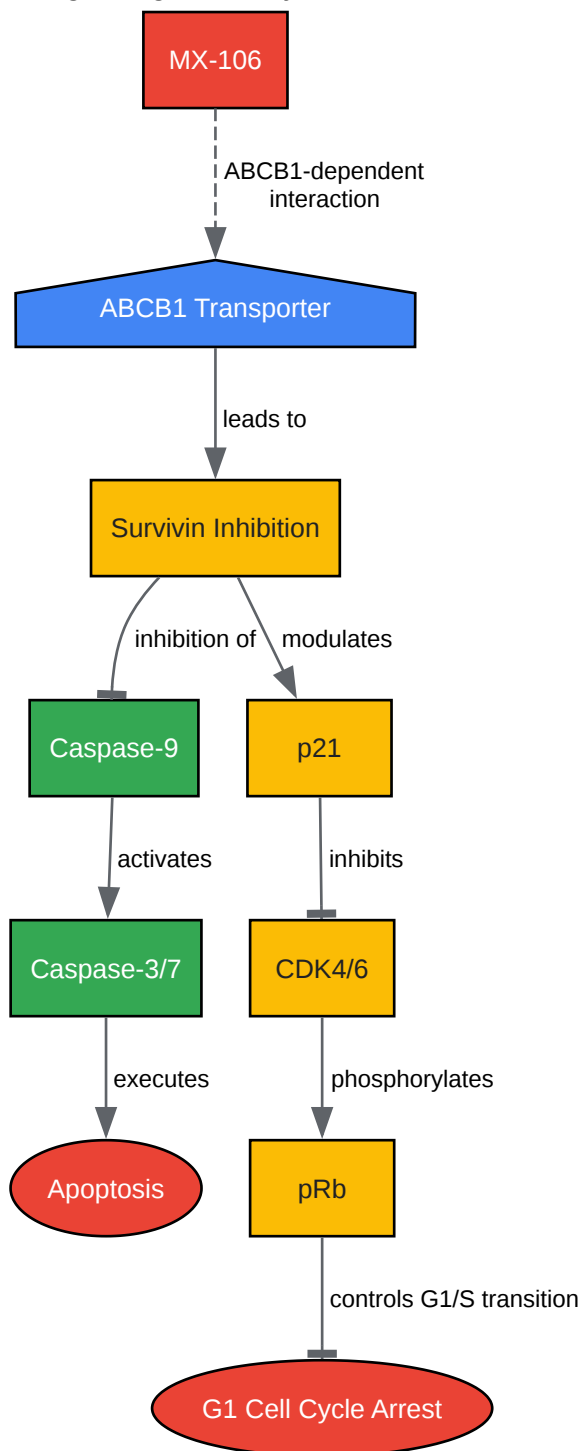 MX-106
ABCB1-dependent
interaction
ABCB1 Transporter
leads to
Survivin Inhibition
inhibition of
modulates
Caspase-9
p21
activates
inhibits
Caspase-3/7
CDK4/6
executes
phosphorylates
Apoptosis
pRb
controls G1/S transition
G1 Cell Cycle Arrest